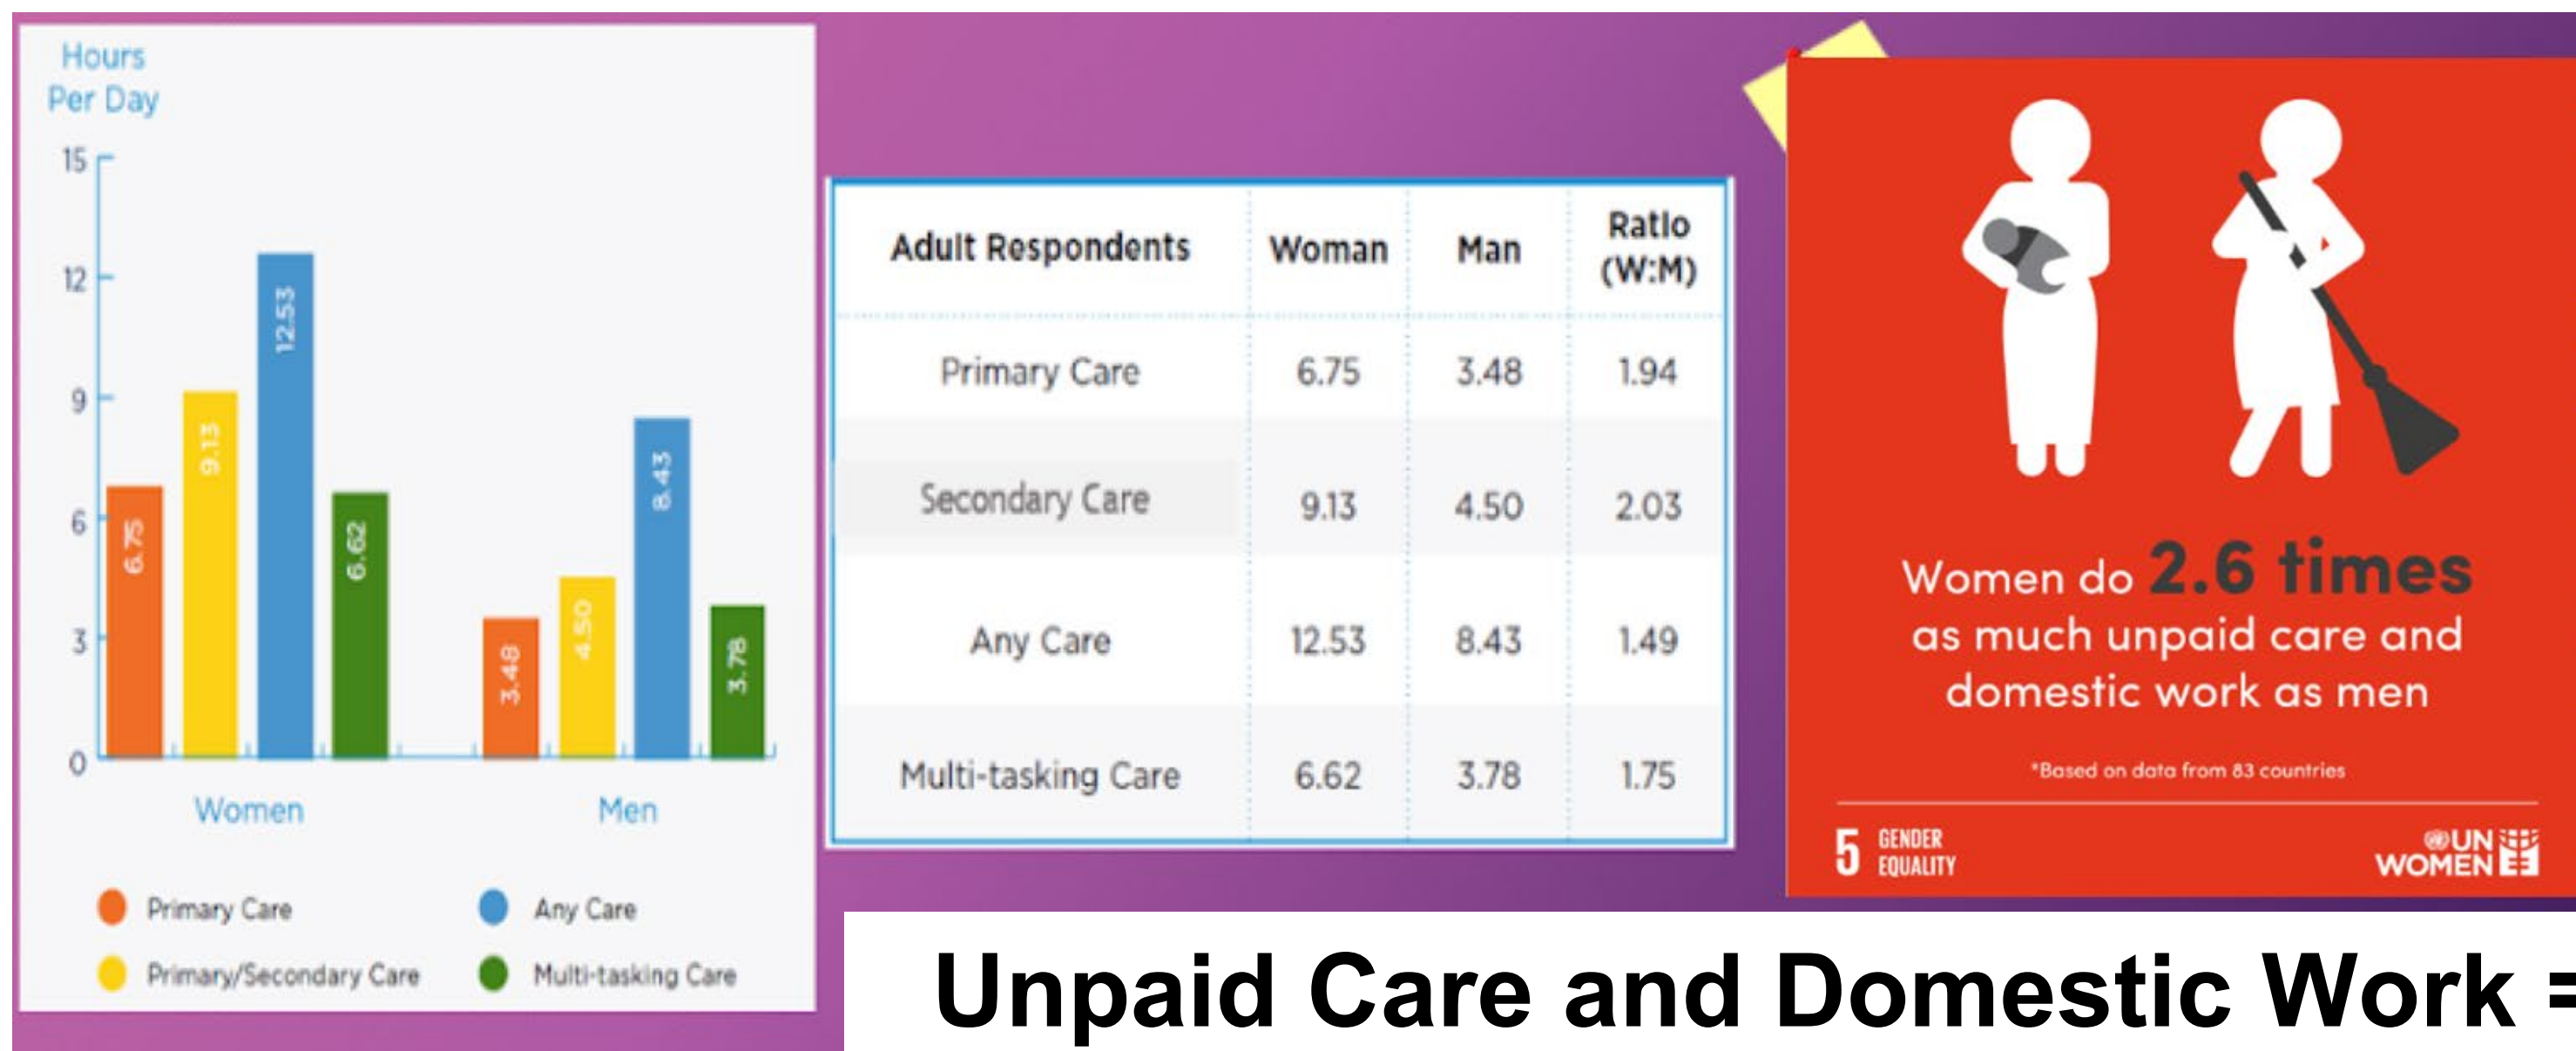 Hours
Per Day
15
12
9
6
3
0
6.75
9.13
12.53
6.62
3.48
4.50
8.43
3.78
Women
Men
Primary Care
Any Care
Primary/Secondary Care
Multi-tasking Care
Adult Respondents Woman Man Ratio (W:M)
Primary Care 6.75 3.48 1.94
Secondary Care 9.13 4.50 2.03
Any Care 12.53 8.43 1.49
Multi-tasking Care 6.62 3.78 1.75
Women do 2.6 times
as much unpaid care and
domestic work as men
*Based on data from 83 countries
5 GENDER
EQUALITY
UN
WOMEN
Unpaid Care and Domestic Work =